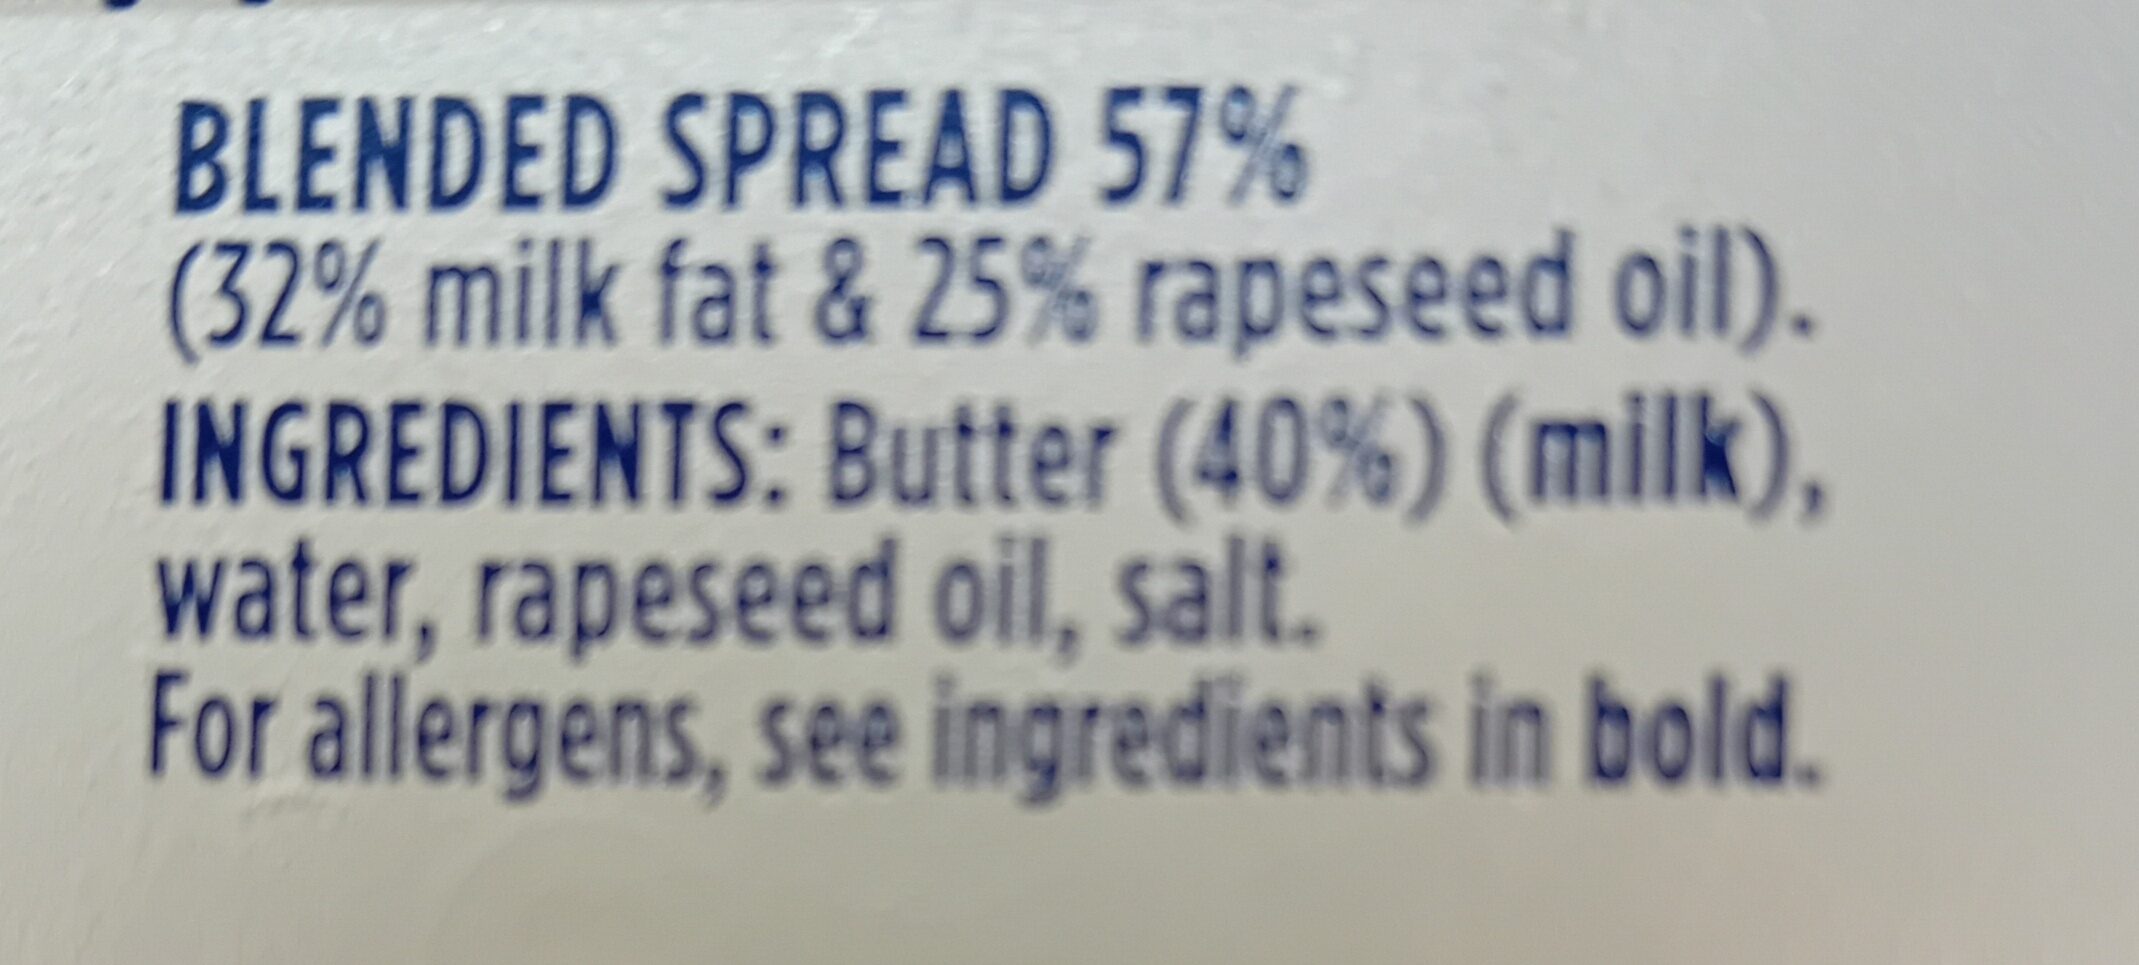 BLENDED SPREAD 57%
(32% milk fat & 25% rapeseed oil).
INGREDIENTS: Butter (40%) (milk),
water, rapeseed oil, salt.
For allergens, see ingredients in bold.